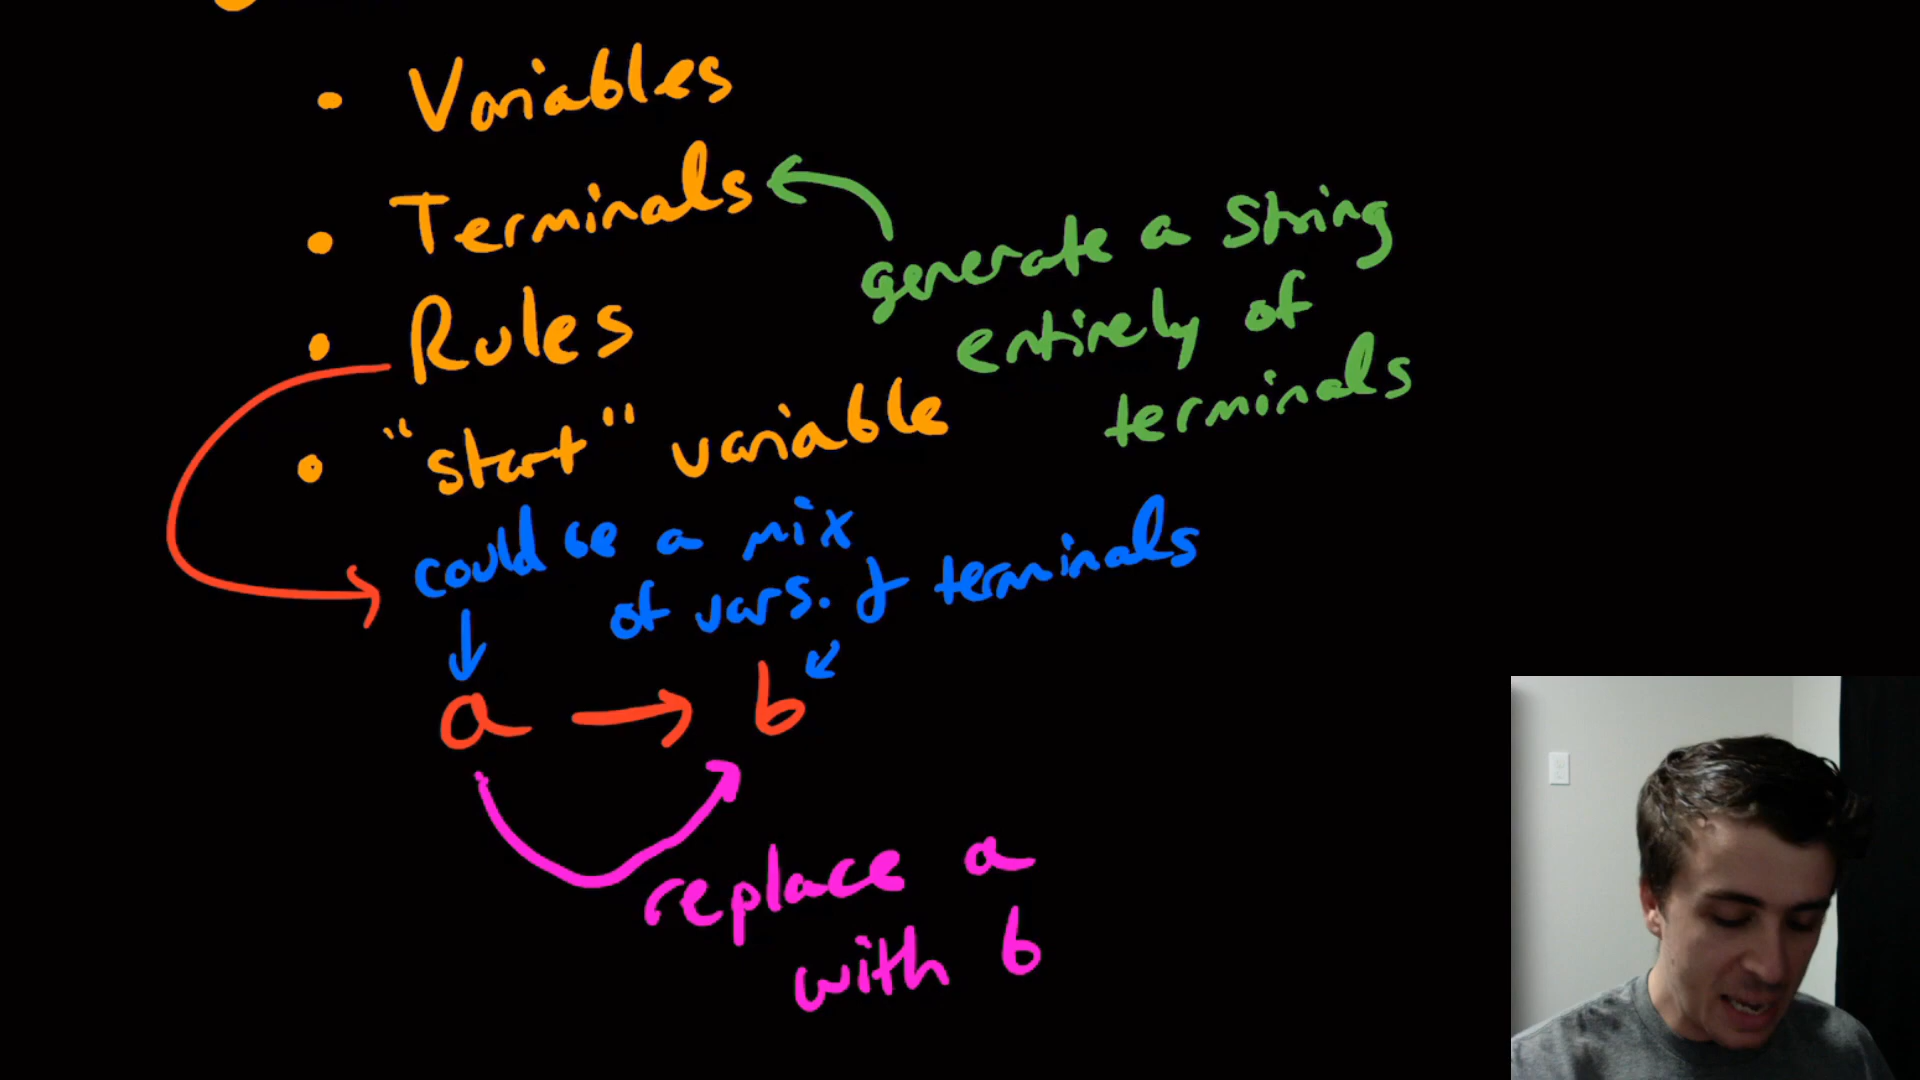 • Variables
• Terminals
generate a string
entirely of
terminals
• Rules
• "start" variable
could be a mix
of vars. & terminals
a → b
replace a
with b